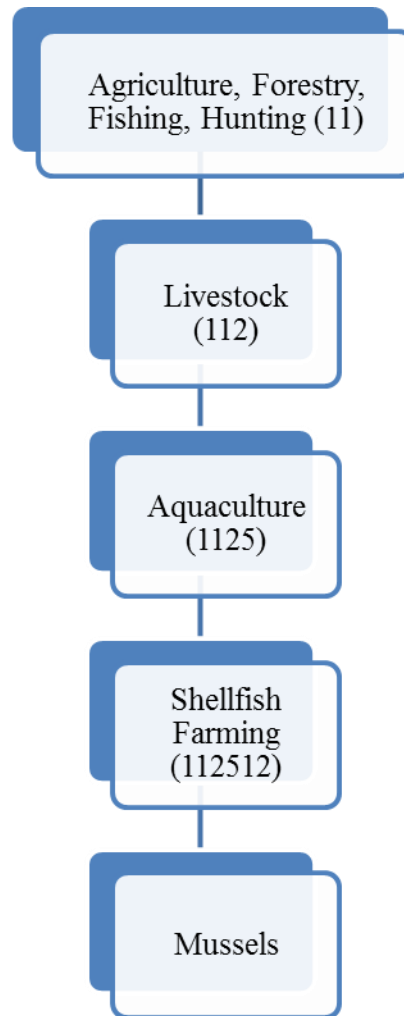 Agriculture, Forestry,
Fishing, Hunting (11)
Livestock
(112)
Aquaculture
(1125)
Shellfish
Farming
(112512)
Mussels